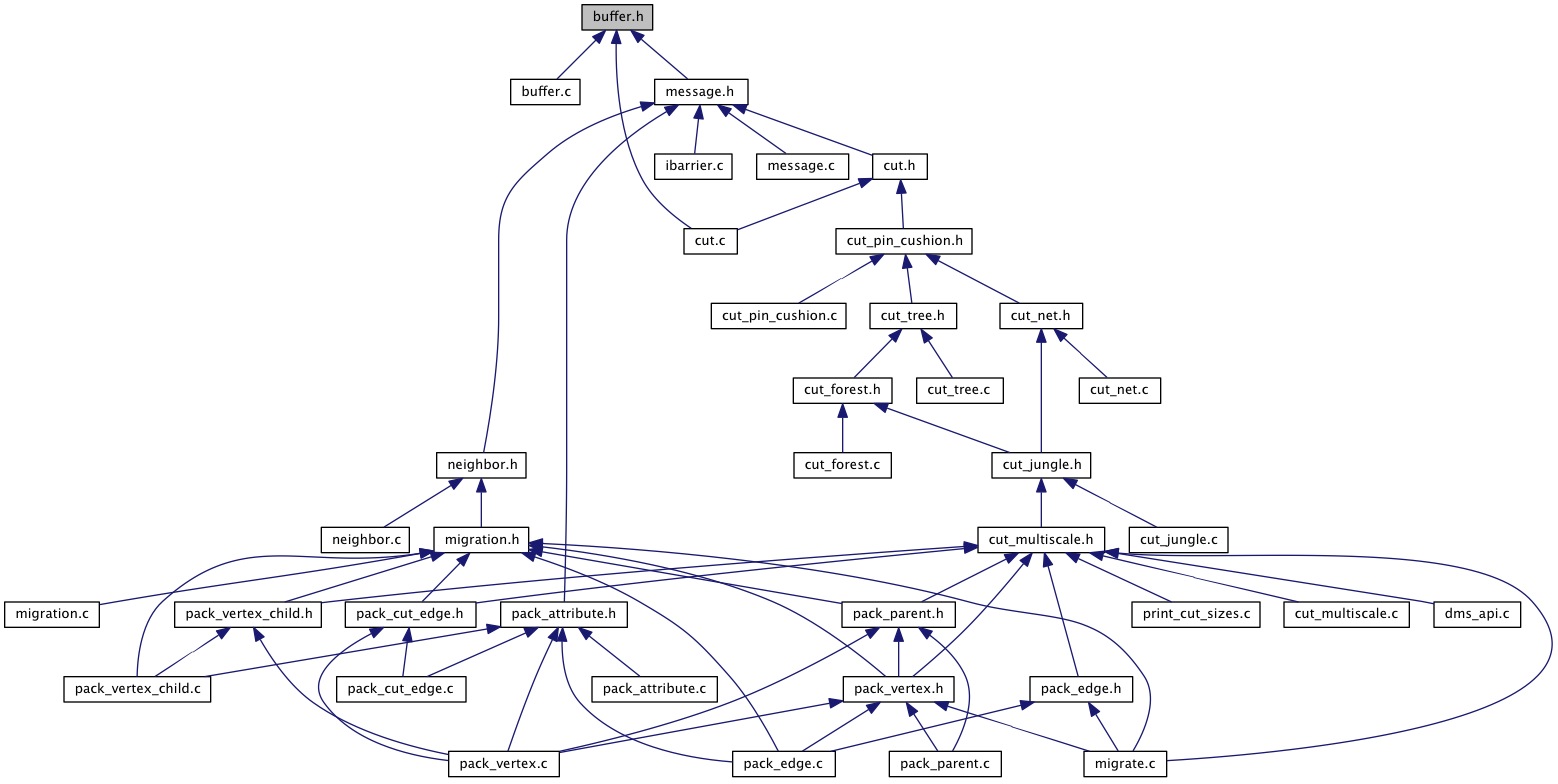 buffer.h
buffer.c
message.h
ibarrier.c
message.c
cut.h
cut.c
cut_pin_cushion.h
cut_pin_cushion.c
cut_tree.h
cut_net.h
cut_forest.h
cut_tree.c
cut_net.c
neighbor.h
cut_forest.c
cut_jungle.h
neighbor.c
migration.h
cut_multiscale.h
cut_jungle.c
migration.c
pack_vertex_child.h
pack_cut_edge.h
pack_attribute.h
pack_parent.h
print_cut_sizes.c
cut_multiscale.c
dms_api.c
pack_vertex_child.c
pack_cut_edge.c
pack_attribute.c
pack_vertex.h
pack_edge.h
pack_vertex.c
pack_edge.c
pack_parent.c
migrate.c